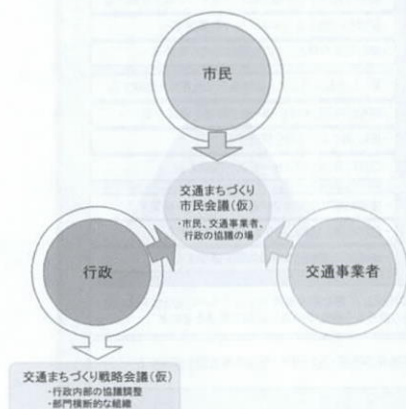 市民
交通まちづくり
市民会議(仮)
・市民、交通事業者、
行政の協議の場
行政
交通事業者
交通まちづくり戦略会議(仮)
・行政内部の協議調整
・部門横断的な組織